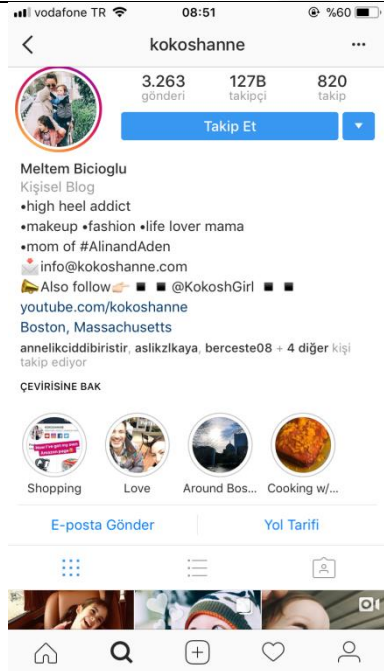 vodafone TR 08:51 %60
kokoshanne
3.263 127B 820
gönderi takipçi takip
Takip Et
Meltem Bicioglu
Kişisel Blog
•high heel addict
•makeup •fashion •life lover mama
•mom of #AlinandAden
📩info@kokoshanne.com
📣Also follow👉🏻 ▪️ ▪️ @KokoshGirl ▪️ ▪️
youtube.com/kokoshanne
Boston, Massachusetts
annelikciddibiristir, aslikzlkaya, berceste08 + 4 diğer kişi
takip ediyor
ÇEVİRİSİNE BAK
Shopping Love Around Bos... Cooking w/...
E-posta Gönder Yol Tarifi